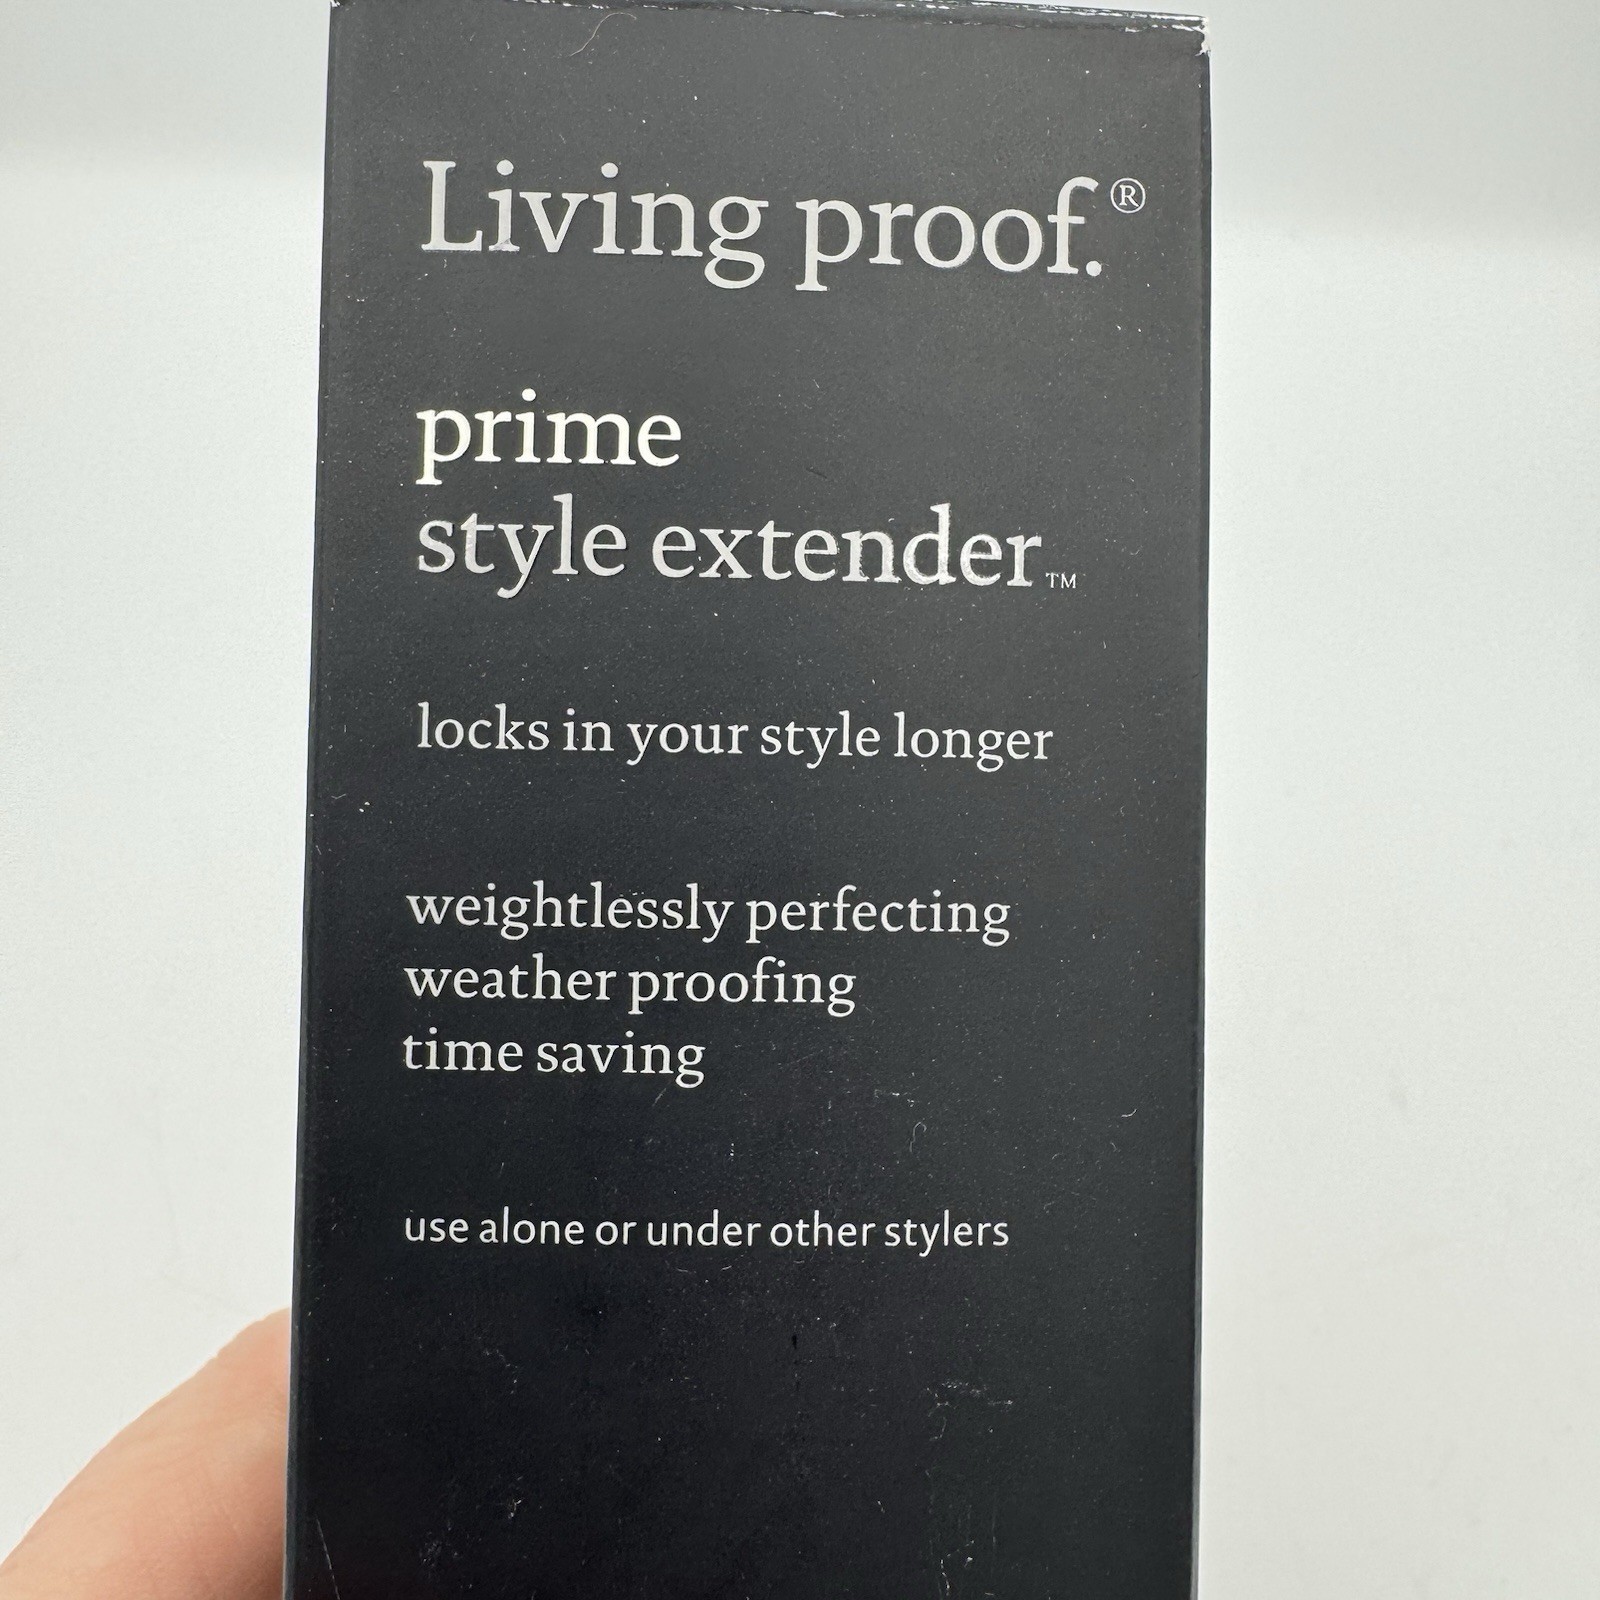 Living proof.®
prime
style extender™
locks in your style longer
weightlessly perfecting
weather proofing
time saving
use alone or under other stylers